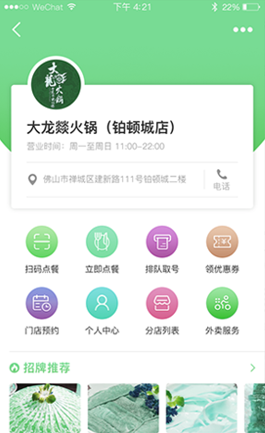 WeChat 下午 4:21 22%
大龙燚火锅
大龙燚火锅（铂顿城店）
营业时间：周一至周日 11:00-22:00
佛山市禅城区建新路111号铂顿城二楼 电话
扫码点餐 立即点餐 排队取号 领优惠券
门店预约 个人中心 分店列表 外卖服务
招牌推荐